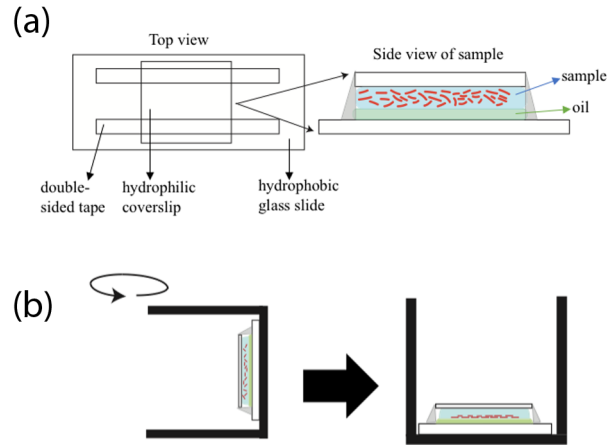 (a)
Top view
Side view of sample
sample
oil
double-
sided tape
hydrophilic
coverslip
hydrophobic
glass slide
(b)